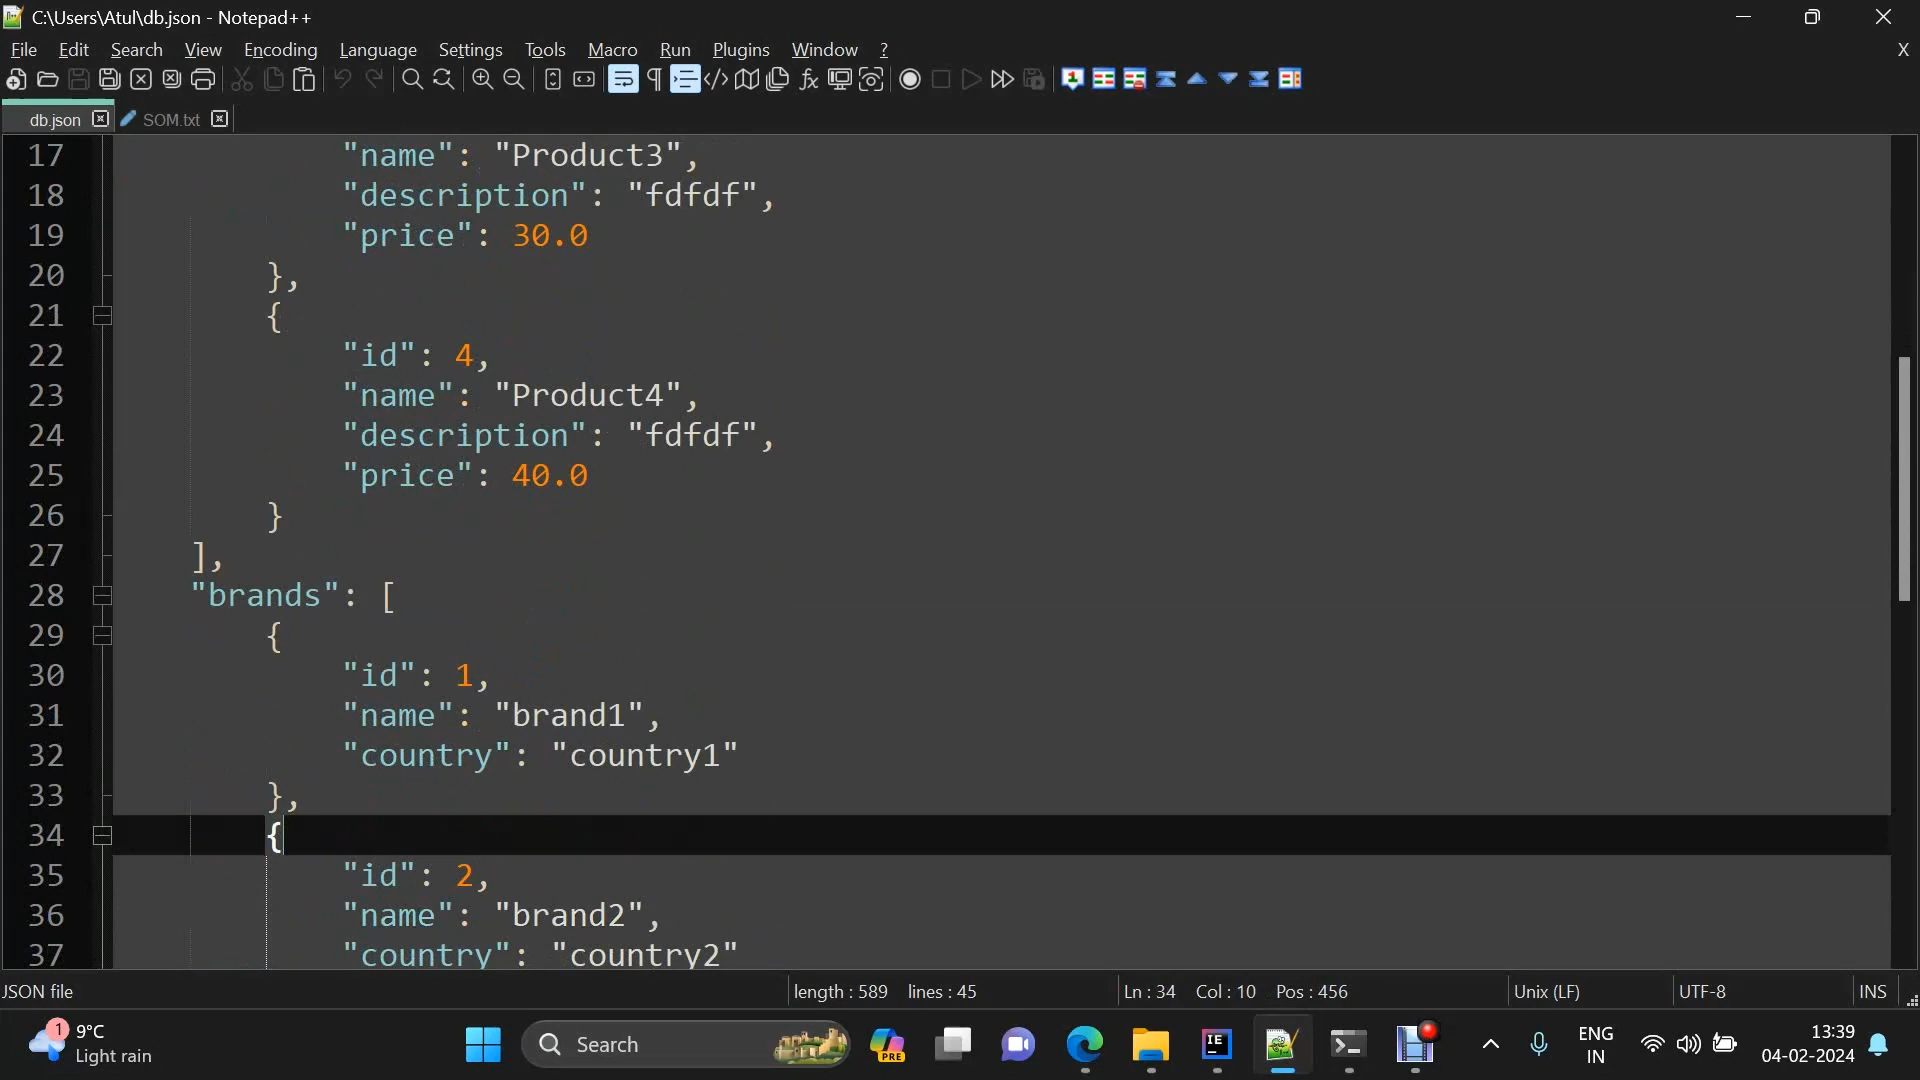 C:\Users\Atul\db.json - Notepad++
File Edit Search View Encoding Language Settings Tools Macro Run Plugins Window ? X
db.json SOM.txt
17 "name": "Product3",
18 "description": "fdfdf",
19 "price": 30.0
20 },
21 {
22 "id": 4,
23 "name": "Product4",
24 "description": "fdfdf",
25 "price": 40.0
26 }
27 ],
28 "brands": [
29 {
30 "id": 1,
31 "name": "brand1",
32 "country": "country1"
33 },
34 {
35 "id": 2,
36 "name": "brand2",
37 "country": "country2"
JSON file length : 589 lines : 45 Ln : 34 Col : 10 Pos : 456 Unix (LF) UTF-8 INS
1 9°C
Light rain
Search
PRE
IE
ENG
IN
13:39
04-02-2024